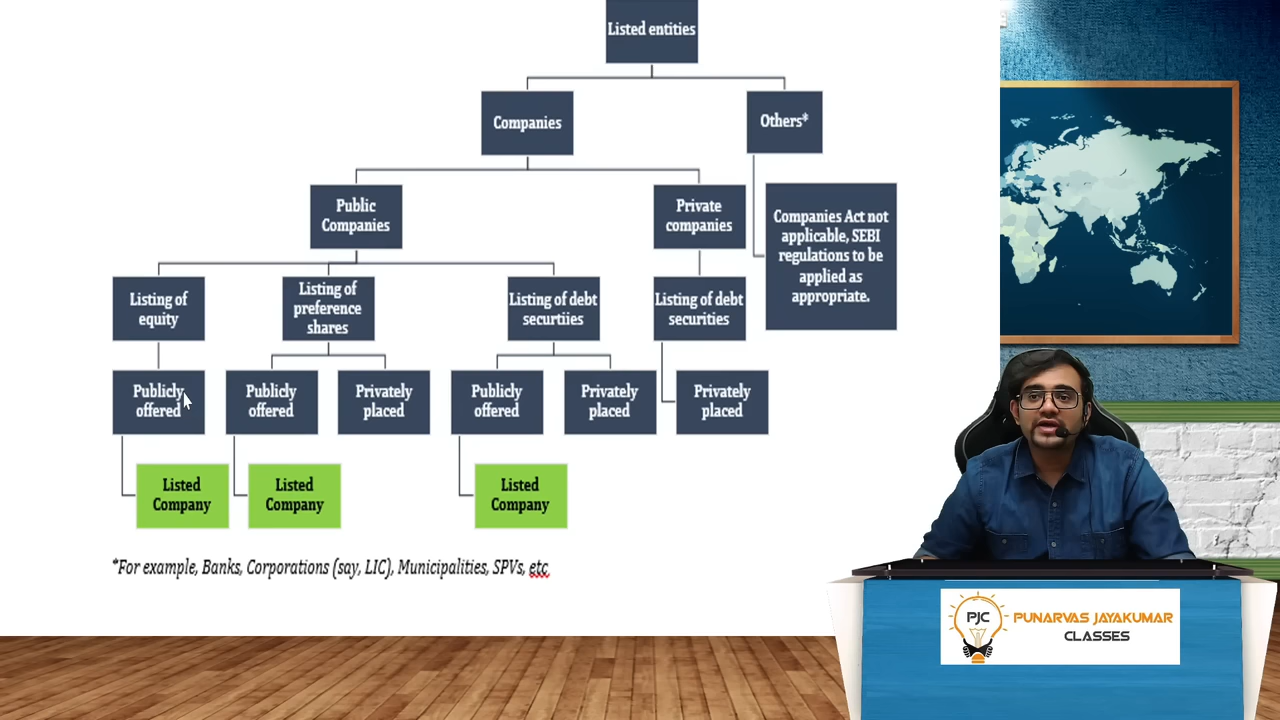 Listed entities
Companies
Others*
Public
Companies
Private
companies
Companies Act not
applicable, SEBI
regulations to be
applied as
appropriate.
Listing of
equity
Listing of
preference
shares
Listing of debt
securtiies
Listing of debt
securities
Publicly
offered
Publicly
offered
Privately
placed
Publicly
offered
Privately
placed
Privately
placed
Listed
Company
Listed
Company
Listed
Company
*For example, Banks, Corporations (say, LIC), Municipalities, SPVs, etc
PJC
PUNARVAS JAYAKUMAR
CLASSES